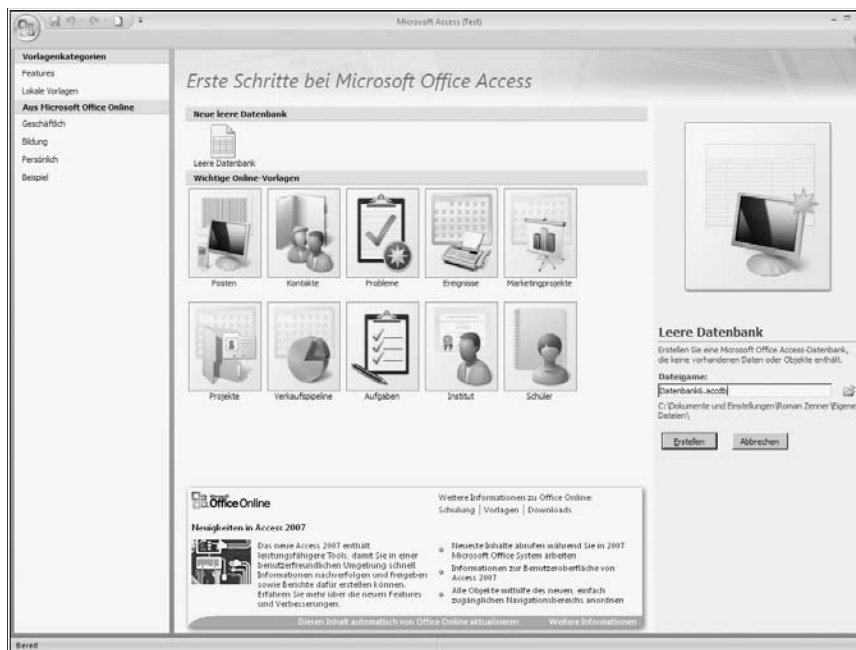 Microsoft Access (Test)
Vorlagenkategorien
Features
Lokale Vorlagen
Aus Microsoft Office Online
Geschäftlich
Bildung
Persönlich
Beispiel
Erste Schritte bei Microsoft Office Access
Neue leere Datenbank
Leere Datenbank
Wichtige Online-Vorlagen
Posten
Kontakte
Probleme
Ereignisse
Marketingprojekte
Projekte
Verkaufspipeline
Aufgaben
Institut
Schüler
Microsoft
Office Online
Neuigkeiten in Access 2007
Das neue Access 2007 enthält
leistungsfähigere Tools, damit Sie in einer
benutzerfreundlichen Umgebung schnell
Informationen nachverfolgen und freigeben
sowie Berichte dafür erstellen können.
Erfahren Sie mehr über die neuen Features
und Verbesserungen.
Weitere Informationen zu Office Online:
Schulung | Vorlagen | Downloads
Neueste Inhalte abrufen während Sie in 2007
Microsoft Office System arbeiten
Informationen zur Benutzeroberfläche von
Access 2007
Alle Objekte mithilfe des neuen, einfach
zugänglichen Navigationsbereichs anordnen
Diesen Inhalt automatisch von Office Online aktualisieren
Weitere Informationen
Leere Datenbank
Erstellen Sie eine Microsoft Office Access-Datenbank,
die keine vorhandenen Daten oder Objekte enthält.
Dateiname:
Datenbank6.accdb
C:\Dokumente und Einstellungen\Roman Zenner\Eigene
Dateien\
Erstellen
Abbrechen
Bereit